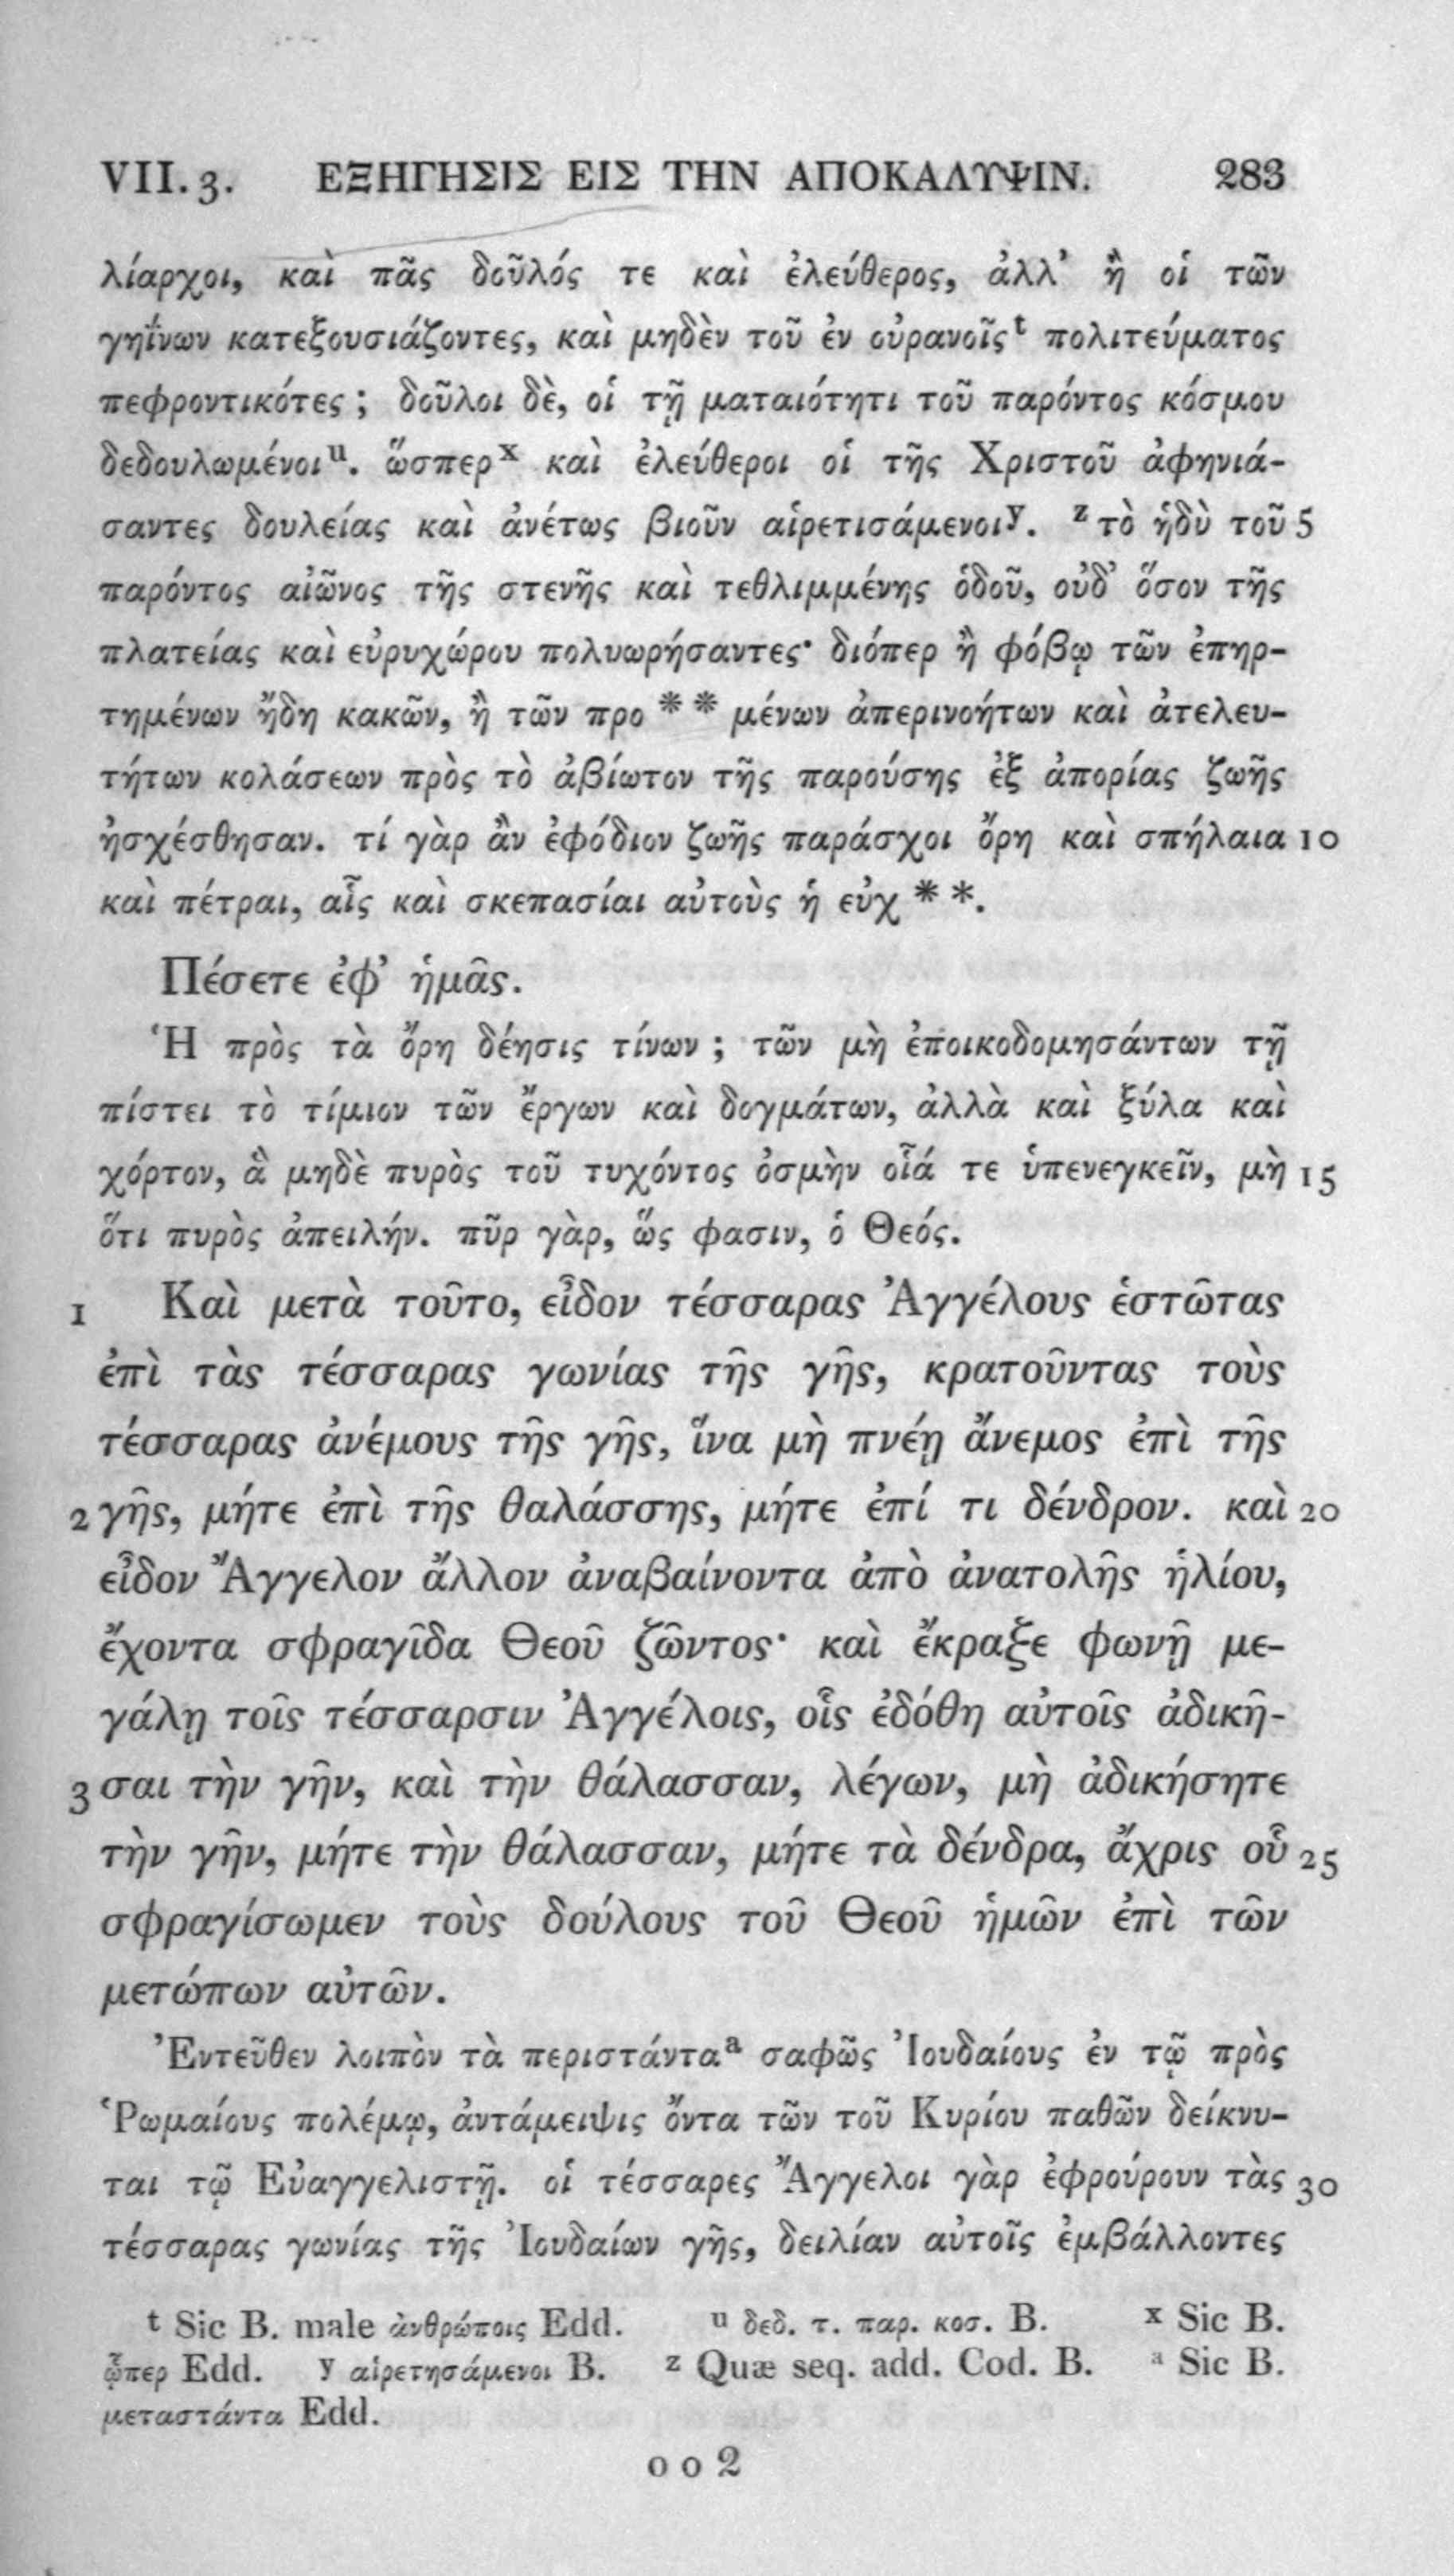 VII. 3. ΕΞΗΓΗΣΙΣ ΕΙΣ ΤΗΝ ΑΠΟΚΑΛΥΨΙΝ. 283
λίαρχοι, καὶ πᾶς δοῦλός τε καὶ ἐλεύθερος, ἀλλ’ ἢ οἱ τῶν
γηΐνων κατεξουσιάζοντες, καὶ μηδὲν τοῦ ἐν οὐρανοῖς t πολιτεύματος
πεφροντικότες ; δοῦλοι δὲ, οἱ τῇ ματαιότητι τοῦ παρόντος κόσμου
δεδουλωμένοι u. ὥσπερ x καὶ ἐλεύθεροι οἱ τῆς Χριστοῦ ἀφηνιά-
σαντες δουλείας καὶ ἀνέτως βιοῦν αἱρετισάμενοι y. z τὸ ἡδὺ τοῦ 5
παρόντος αἰῶνος τῆς στενῆς καὶ τεθλιμμένης ὁδοῦ, οὐδ’ ὅσον τῆς
πλατείας καὶ εὐρυχώρου πολυωρήσαντες· διόπερ ἢ φόβῳ τῶν ἐπηρ-
τημένων ἤδη κακῶν, ἢ τῶν προ * * μένων ἀπερινοήτων καὶ ἀτελευ-
τήτων κολάσεων πρὸς τὸ ἀβίωτον τῆς παρούσης ἐξ ἀπορίας ζωῆς
ᾐσχέσθησαν. τί γὰρ ἂν ἐφόδιον ζωῆς παράσχοι ὄρη καὶ σπήλαια 10
καὶ πέτραι, αἷς καὶ σκεπασίαι αὐτοὺς ἡ εὐχ * *.
Πέσετε ἐφ’ ἡμᾶς.
Ἡ πρὸς τὰ ὄρη δέησις τίνων ; τῶν μὴ ἐποικοδομησάντων τῇ
πίστει τὸ τίμιον τῶν ἔργων καὶ δογμάτων, ἀλλὰ καὶ ξύλα καὶ
χόρτον, ἃ μηδὲ πυρὸς τοῦ τυχόντος ὀσμὴν οἷά τε ὑπενεγκεῖν, μὴ 15
ὅτι πυρὸς ἀπειλήν. πῦρ γὰρ, ὥς φασιν, ὁ Θεός.
1 Καὶ μετὰ τοῦτο, εἶδον τέσσαρας Ἀγγέλους ἑστῶτας
ἐπὶ τὰς τέσσαρας γωνίας τῆς γῆς, κρατοῦντας τοὺς
τέσσαρας ἀνέμους τῆς γῆς, ἵνα μὴ πνέῃ ἄνεμος ἐπὶ τῆς
2 γῆς, μήτε ἐπὶ τῆς θαλάσσης, μήτε ἐπί τι δένδρον. καὶ 20
εἶδον Ἄγγελον ἄλλον ἀναβαίνοντα ἀπὸ ἀνατολῆς ἡλίου,
ἔχοντα σφραγῖδα Θεοῦ ζῶντος· καὶ ἔκραξε φωνῇ με-
γάλῃ τοῖς τέσσαρσιν Ἀγγέλοις, οἷς ἐδόθη αὐτοῖς ἀδικῆ-
3 σαι τὴν γῆν, καὶ τὴν θάλασσαν, λέγων, μὴ ἀδικήσητε
τὴν γῆν, μήτε τὴν θάλασσαν, μήτε τὰ δένδρα, ἄχρις οὗ 25
σφραγίσωμεν τοὺς δούλους τοῦ Θεοῦ ἡμῶν ἐπὶ τῶν
μετώπων αὐτῶν.
Ἐντεῦθεν λοιπὸν τὰ περιστάντα a σαφῶς Ἰουδαίους ἐν τῷ πρὸς
Ῥωμαίους πολέμῳ, ἀντάμειψις ὄντα τῶν τοῦ Κυρίου παθῶν δείκνυ-
ται τῷ Εὐαγγελιστῇ. οἱ τέσσαρες Ἄγγελοι γὰρ ἐφρούρουν τὰς 30
τέσσαρας γωνίας τῆς Ἰουδαίων γῆς, δειλίαν αὐτοῖς ἐμβάλλοντες
t Sic B. male ἀνθρώποις Edd. u δεδ. τ. παρ. κοσ. B. x Sic B.
ᾧπερ Edd. y αἱρετησάμενοι B. z Quæ seq. add. Cod. B. a Sic B.
μεταστάντα Edd.
o o 2